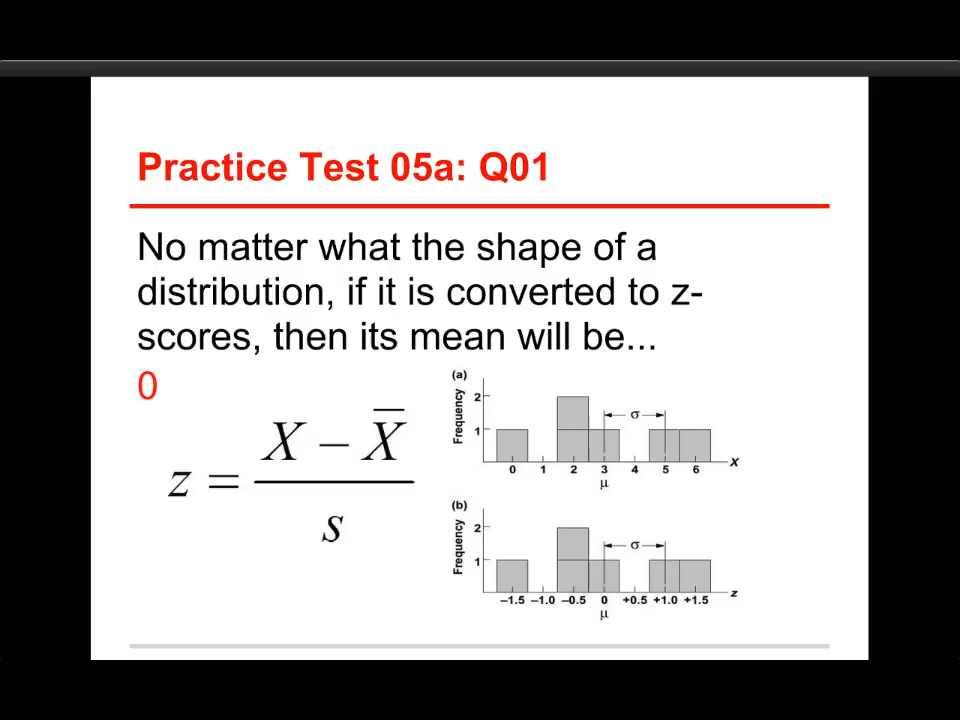 Practice Test 05a: Q01
No matter what the shape of a
distribution, if it is converted to z-
scores, then its mean will be...
0
z = X − X̅
s
(a)
Frequency
2
1
σ
0 1 2 3 4 5 6 X
μ
(b)
Frequency
2
1
σ
−1.5 −1.0 −0.5 0 +0.5 +1.0 +1.5 z
μ